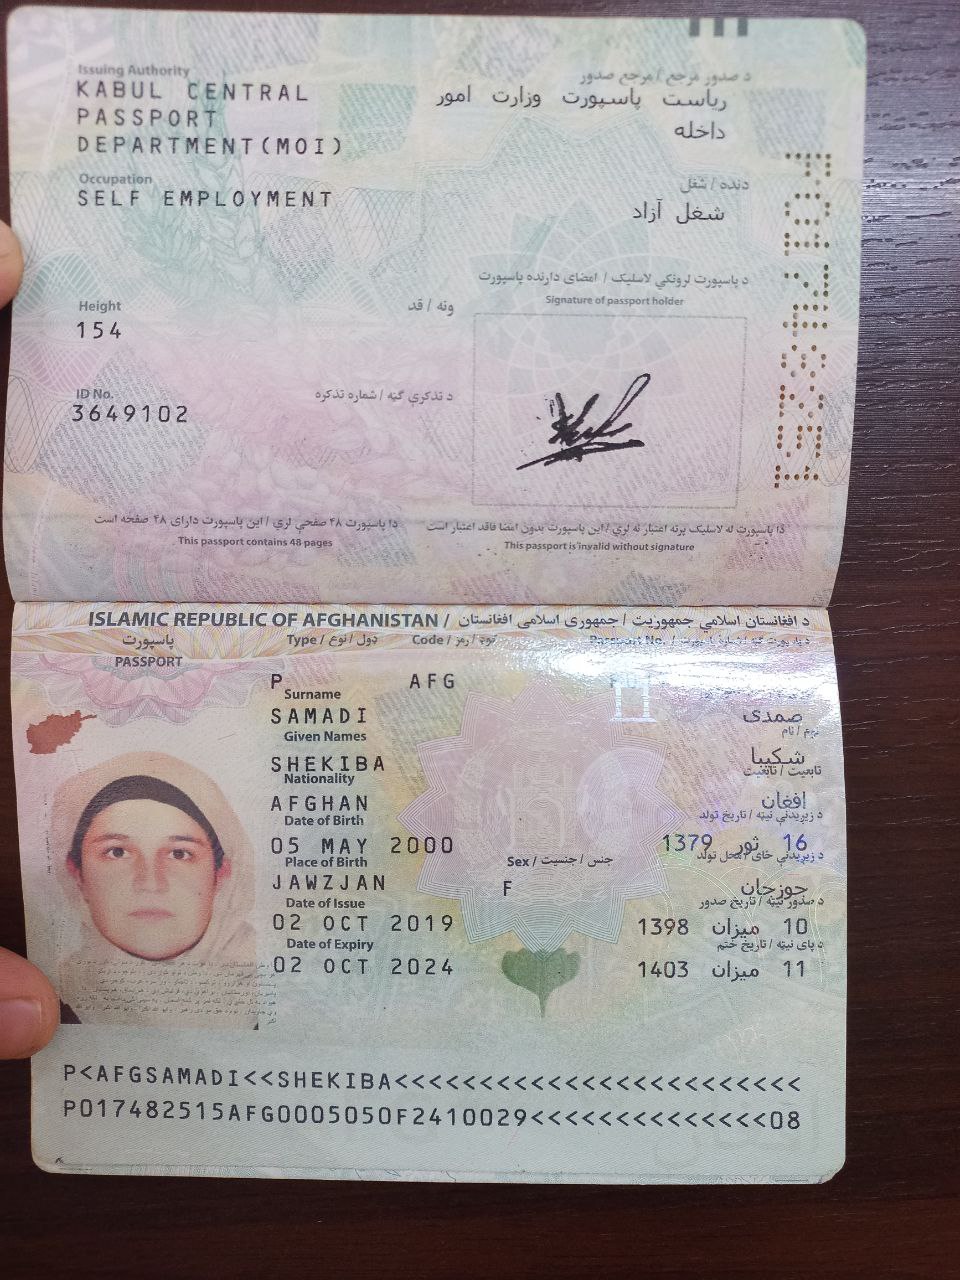 Issuing Authority
د صدور مرجع / مرجع صدور
KABUL CENTRAL
PASSPORT
DEPARTMENT(MOI)
ریاست پاسپورت وزارت امور
داخله
Occupation
دنده / شغل
SELF EMPLOYMENT
شغل آزاد
د پاسپورت لرونکي لاسلیک / امضای دارنده پاسپورت
Signature of passport holder
Height
ونه / قد
154
ID No.
د تذکرې ګڼه / شماره تذکره
3649102
دا پاسپورت ۴۸ صفحې لري / این پاسپورت دارای ۴۸ صفحه است
This passport contains 48 pages
دا پاسپورت له لاسلیک پرته اعتبار نه لري / این پاسپورت بدون امضا فاقد اعتبار است
This passport is invalid without signature
ISLAMIC REPUBLIC OF AFGHANISTAN / د افغانستان اسلامي جمهوریت / جمهوری اسلامی افغانستان
پاسپورت
PASSPORT
Type / ډول / نوع
Code / کوډ / رمز
Passport No.
P
AFG
Surname
SAMADI
صمدی
Given Names
نوم / نام
SHEKIBA
شکیبا
Nationality
تابعیت / تابعیت
AFGHAN
افغان
Date of Birth
د زیږیدنې نېټه / تاریخ تولد
05 MAY 2000
16 ثور 1379
Place of Birth
د زیږیدنې ځای / محل تولد
Sex / جنس / جنسیت
JAWZJAN
F
جوزجان
Date of Issue
د صدور نېټه / تاریخ صدور
02 OCT 2019
10 میزان 1398
Date of Expiry
د پای نېټه / تاریخ ختم
02 OCT 2024
11 میزان 1403
P<AFGSAMADI<<SHEKIBA<<<<<<<<<<<<<<<<<<<<<<<<
P017482515AFG0005050F2410029<<<<<<<<<<<<<<08